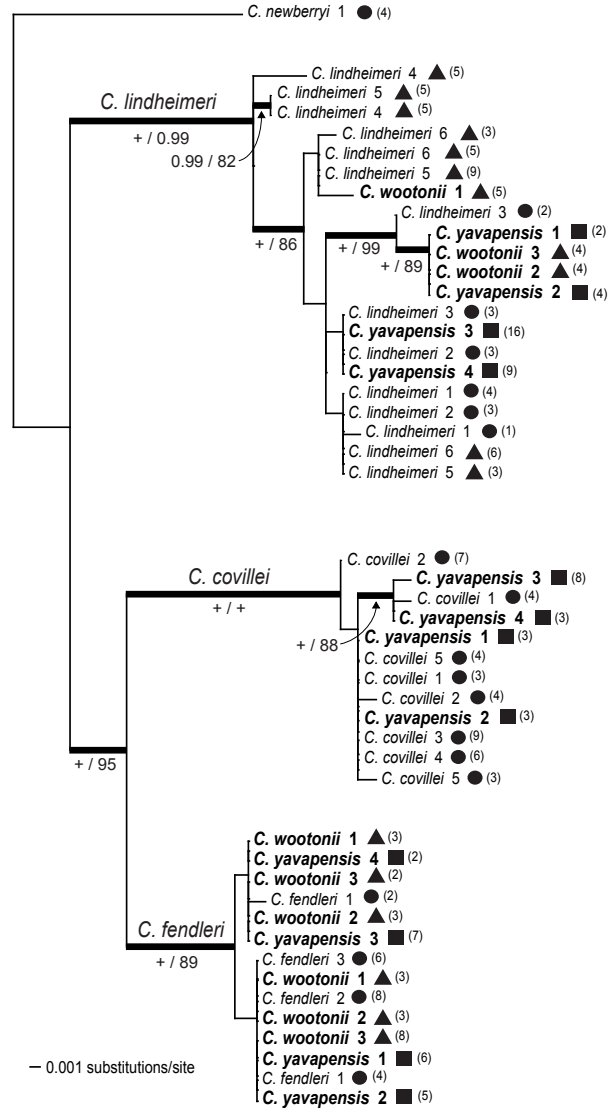 C. newberryi 1 (4)
C. lindheimeri 4 (5)
C. lindheimeri 5 (5)
C. lindheimeri
C. lindheimeri 4 (5)
+ / 0.99
C. lindheimeri 6 (3)
0.99 / 82
C. lindheimeri 6 (5)
C. lindheimeri 5 (9)
C. wootonii 1 (5)
C. lindheimeri 3 (2)
+ / 86
+ / 99
C. yavapensis 1 (2)
C. wootonii 3 (4)
+ / 89
C. wootonii 2 (4)
C. yavapensis 2 (4)
C. lindheimeri 3 (3)
C. yavapensis 3 (16)
C. lindheimeri 2 (3)
C. yavapensis 4 (9)
C. lindheimeri 1 (4)
C. lindheimeri 2 (3)
C. lindheimeri 1 (1)
C. lindheimeri 6 (6)
C. lindheimeri 5 (3)
C. covillei 2 (7)
C. covillei
C. yavapensis 3 (8)
+ / +
C. covillei 1 (4)
C. yavapensis 4 (3)
+ / 88
C. yavapensis 1 (3)
C. covillei 5 (4)
C. covillei 1 (3)
C. covillei 2 (4)
C. yavapensis 2 (3)
C. covillei 3 (9)
+ / 95
C. covillei 4 (6)
C. covillei 5 (3)
C. wootonii 1 (3)
C. yavapensis 4 (2)
C. wootonii 3 (2)
C. fendleri 1 (2)
C. wootonii 2 (3)
C. fendleri
C. yavapensis 3 (7)
+ / 89
C. fendleri 3 (6)
C. wootonii 1 (3)
C. fendleri 2 (8)
C. wootonii 2 (3)
C. wootonii 3 (8)
C. yavapensis 1 (6)
0.001 substitutions/site
C. fendleri 1 (4)
C. yavapensis 2 (5)